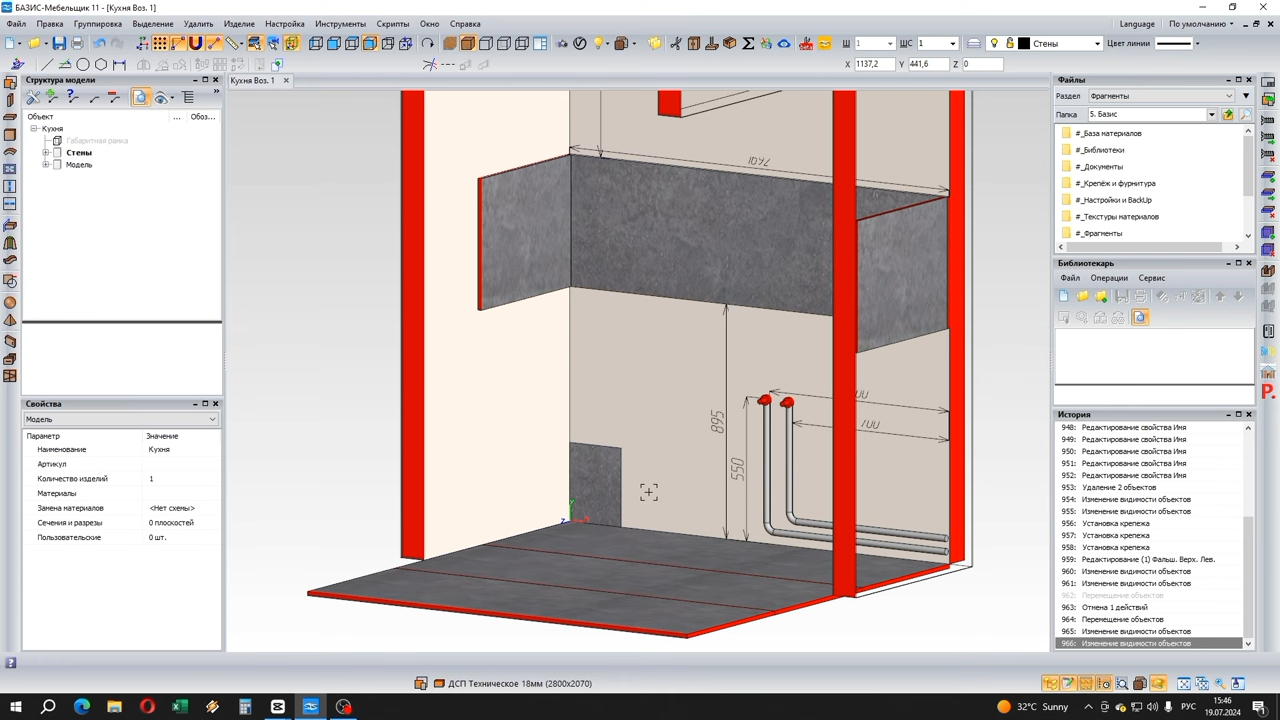 БАЗИС-Мебельщик 11 - [Кухня Воз. 1]
Файл Правка Группировка Выделение Удалить Изделие Настройка Инструменты Скрипты Окно Справка
Language По умолчанию
Ш 1 ШС 1 Стены Цвет линии
X 1137,2 Y 441,6 Z 0
Структура модели
Объект ... Обоз...
Кухня
Габаритная рамка
Стены
Модель
Кухня Воз. 1
895
550
700
Свойства
Модель
Параметр Значение
Наименование Кухня
Артикул
Количество изделий 1
Материалы
Замена материалов <Нет схемы>
Сечения и разрезы 0 плоскостей
Пользовательские 0 шт.
Файлы
Раздел Фрагменты
Папка 5. Базис
#_База материалов
#_Библиотеки
#_Документы
#_Крепёж и фурнитура
#_Настройки и BackUp
#_Текстуры материалов
#_Фрагменты
Библиотекарь
Файл Операции Сервис
История
948: Редактирование свойства Имя
949: Редактирование свойства Имя
950: Редактирование свойства Имя
951: Редактирование свойства Имя
952: Редактирование свойства Имя
953: Удаление 2 объектов
954: Изменение видимости объектов
955: Изменение видимости объектов
956: Установка крепежа
957: Установка крепежа
958: Установка крепежа
959: Редактирование (1) Фальш. Верх. Лев.
960: Изменение видимости объектов
961: Изменение видимости объектов
962: Перемещение объектов
963: Отмена 1 действий
964: Перемещение объектов
965: Изменение видимости объектов
966: Изменение видимости объектов
P.
ДСП Техническое 18мм (2800x2070)
32°C Sunny
РУС
15:46
19.07.2024